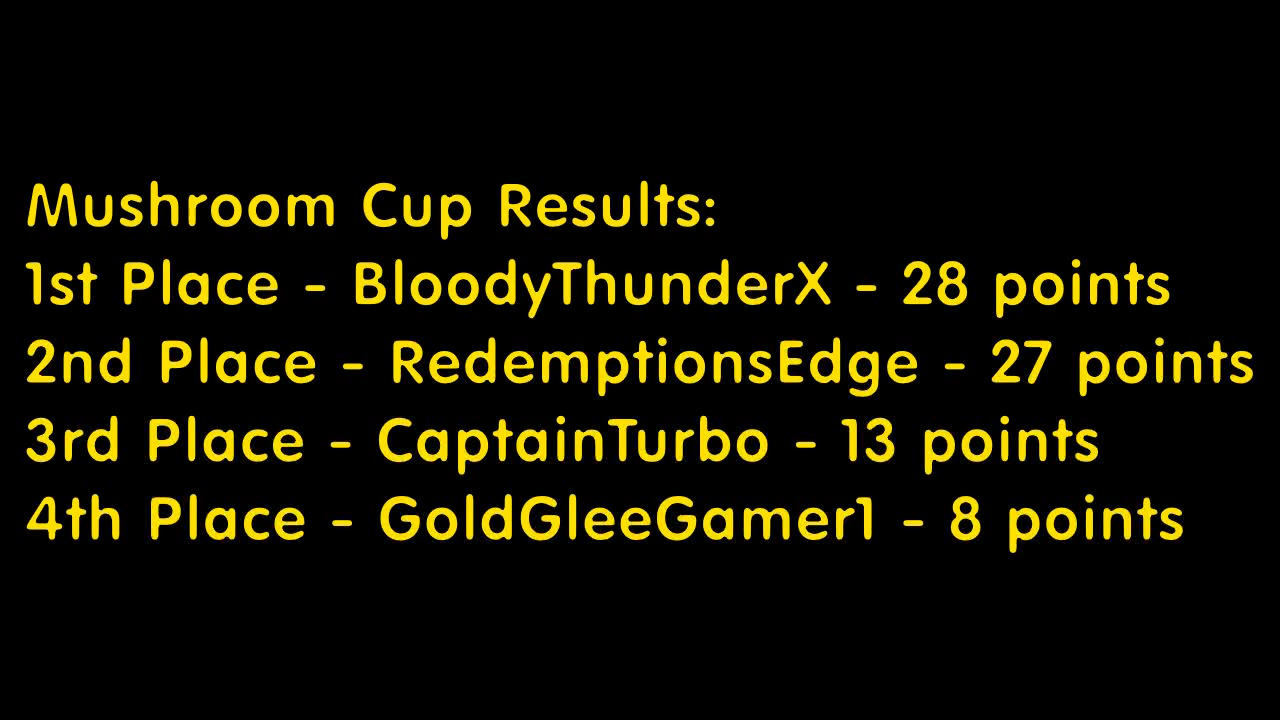 Mushroom Cup Results:
1st Place - BloodyThunderX - 28 points
2nd Place - RedemptionsEdge - 27 points
3rd Place - CaptainTurbo - 13 points
4th Place - GoldGleeGamer1 - 8 points